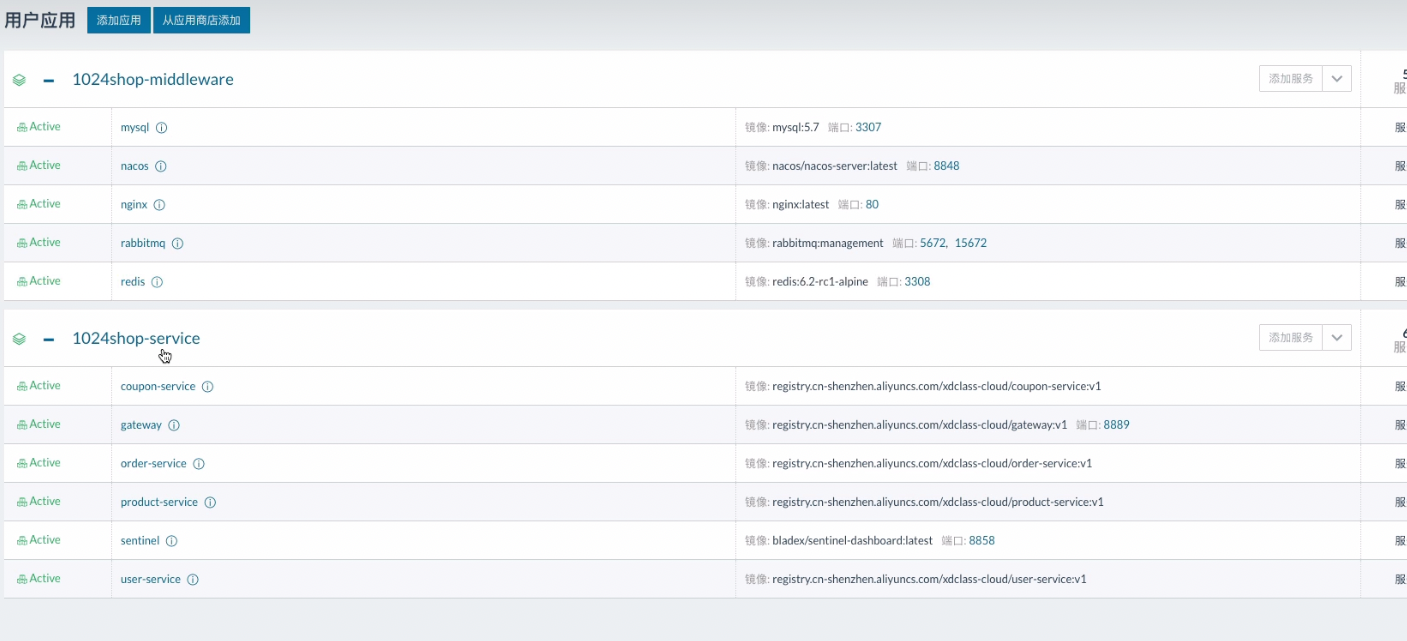 用户应用 添加应用 从应用商店添加
1024shop-middleware 添加服务 5
服
Active mysql 镜像: mysql:5.7 端口: 3307 服
Active nacos 镜像: nacos/nacos-server:latest 端口: 8848 服
Active nginx 镜像: nginx:latest 端口: 80 服
Active rabbitmq 镜像: rabbitmq:management 端口: 5672, 15672 服
Active redis 镜像: redis:6.2-rc1-alpine 端口: 3308 服
1024shop-service 添加服务 6
服
Active coupon-service 镜像: registry.cn-shenzhen.aliyuncs.com/xdclass-cloud/coupon-service:v1 服
Active gateway 镜像: registry.cn-shenzhen.aliyuncs.com/xdclass-cloud/gateway:v1 端口: 8889 服
Active order-service 镜像: registry.cn-shenzhen.aliyuncs.com/xdclass-cloud/order-service:v1 服
Active product-service 镜像: registry.cn-shenzhen.aliyuncs.com/xdclass-cloud/product-service:v1 服
Active sentinel 镜像: bladex/sentinel-dashboard:latest 端口: 8858 服
Active user-service 镜像: registry.cn-shenzhen.aliyuncs.com/xdclass-cloud/user-service:v1 服